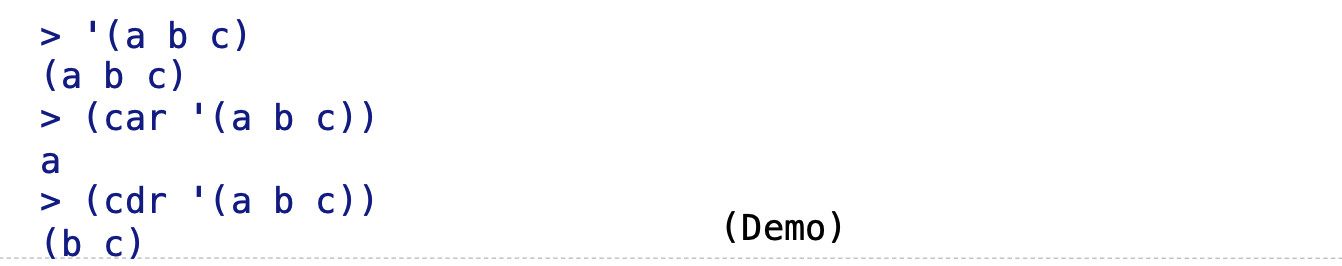 > '(a b c)
(a b c)
> (car '(a b c))
a
> (cdr '(a b c))
(b c)
(Demo)